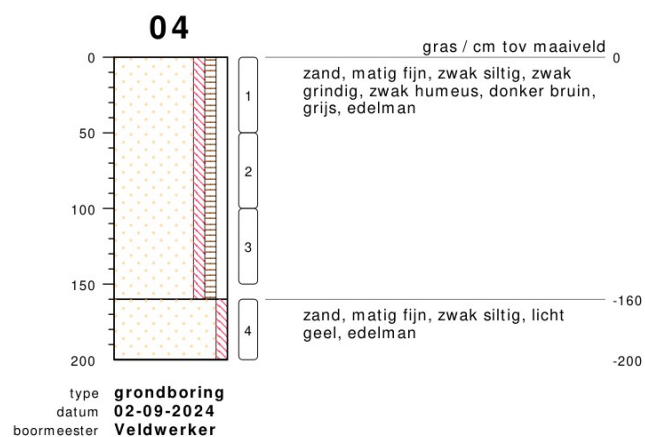 04
gras / cm tov maaiveld
0 0
zand, matig fijn, zwak siltig, zwak
grindig, zwak humeus, donker bruin,
grijs, edelman
1
50
2
100
3
150
-160
zand, matig fijn, zwak siltig, licht
geel, edelman
4
200 -200
type grondboring
datum 02-09-2024
boormeester Veldwerker